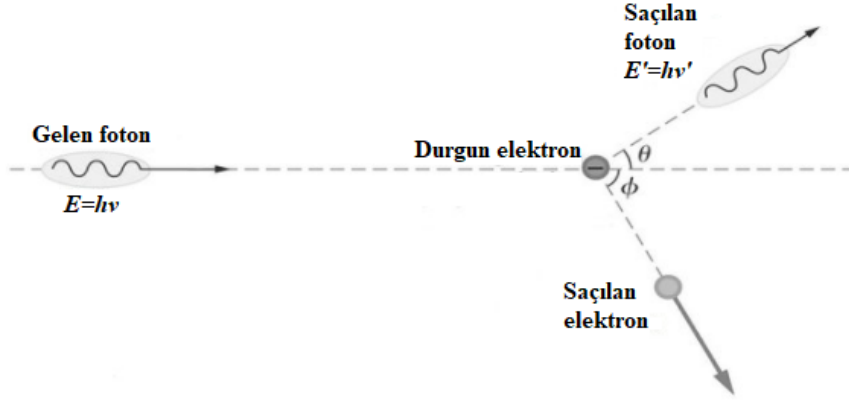 Saçılan
foton
E'=hν'
Gelen foton
E=hν
Durgun elektron
θ
ϕ
Saçılan
elektron